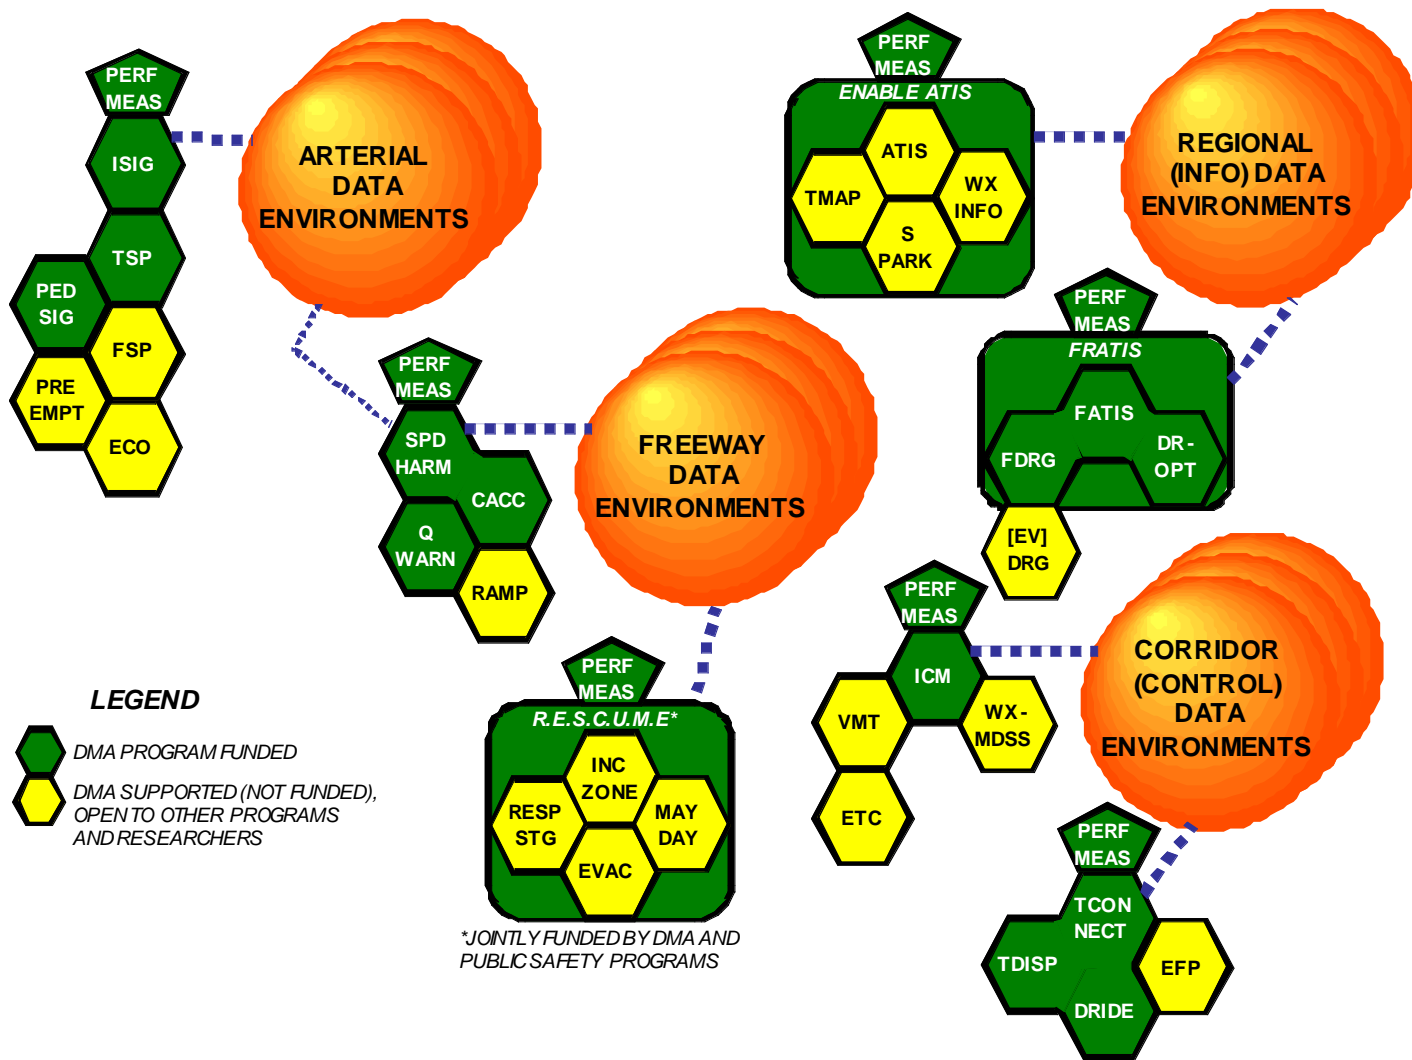 PERF
MEAS
ISIG
TSP
PED
SIG
FSP
PRE
EMPT
ECO
ARTERIAL
DATA
ENVIRONMENTS
PERF
MEAS
SPD
HARM
CACC
Q
WARN
RAMP
FREEWAY
DATA
ENVIRONMENTS
PERF
MEAS
R.E.S.C.U.M.E*
INC
ZONE
RESP
STG
MAY
DAY
EVAC
*JOINTLY FUNDED BY DMA AND
PUBLIC SAFETY PROGRAMS
PERF
MEAS
ENABLE ATIS
ATIS
TMAP
WX
INFO
S
PARK
REGIONAL
(INFO) DATA
ENVIRONMENTS
PERF
MEAS
FRATIS
FATIS
FDRG
DR-
OPT
[EV]
DRG
PERF
MEAS
ICM
VMT
WX-
MDSS
ETC
CORRIDOR
(CONTROL)
DATA
ENVIRONMENTS
PERF
MEAS
TCON
NECT
TDISP
EFP
DRIDE
LEGEND
DMA PROGRAM FUNDED
DMA SUPPORTED (NOT FUNDED),
OPEN TO OTHER PROGRAMS
AND RESEARCHERS